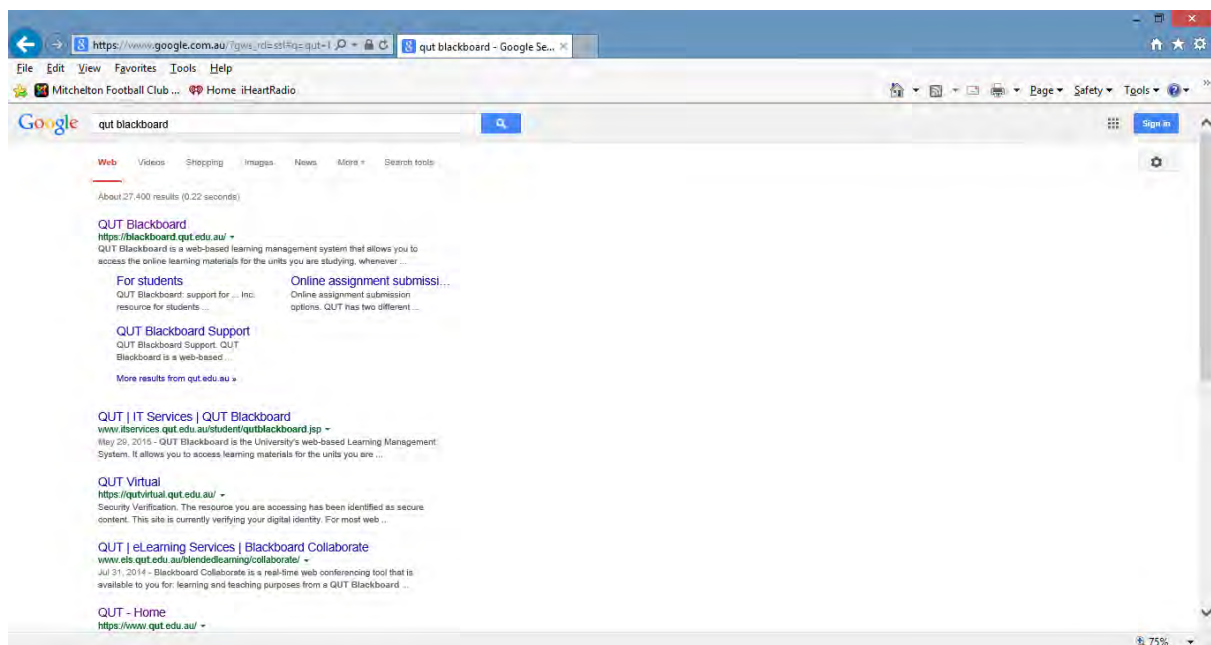 https://www.google.com.au/?gws_rd=ssl#q=qut+l
qut blackboard - Google Se...
File Edit View Favorites Tools Help
Mitchelton Football Club ... Home iHeartRadio
Page Safety Tools
Google qut blackboard
Sign in
Web Videos Shopping Images News More Search tools
About 27,400 results (0.22 seconds)
QUT Blackboard
https://blackboard.qut.edu.au/
QUT Blackboard is a web-based learning management system that allows you to
access the online learning materials for the units you are studying, whenever ...
For students Online assignment submissi...
QUT Blackboard: support for ... Inc. Online assignment submission
resource for students ... options. QUT has two different ...
QUT Blackboard Support
QUT Blackboard Support. QUT
Blackboard is a web-based ...
More results from qut.edu.au »
QUT | IT Services | QUT Blackboard
www.itservices.qut.edu.au/student/qutblackboard.jsp
May 29, 2015 - QUT Blackboard is the University's web-based Learning Management
System. It allows you to access learning materials for the units you are ...
QUT Virtual
https://qutvirtual.qut.edu.au/
Security Verification. The resource you are accessing has been identified as secure
content. This site is currently verifying your digital identity. For most web ...
QUT | eLearning Services | Blackboard Collaborate
www.els.qut.edu.au/blendedlearning/collaborate/
Jul 31, 2014 - Blackboard Collaborate is a real-time web conferencing tool that is
available to you for: learning and teaching purposes from a QUT Blackboard ...
QUT - Home
https://www.qut.edu.au/
75%